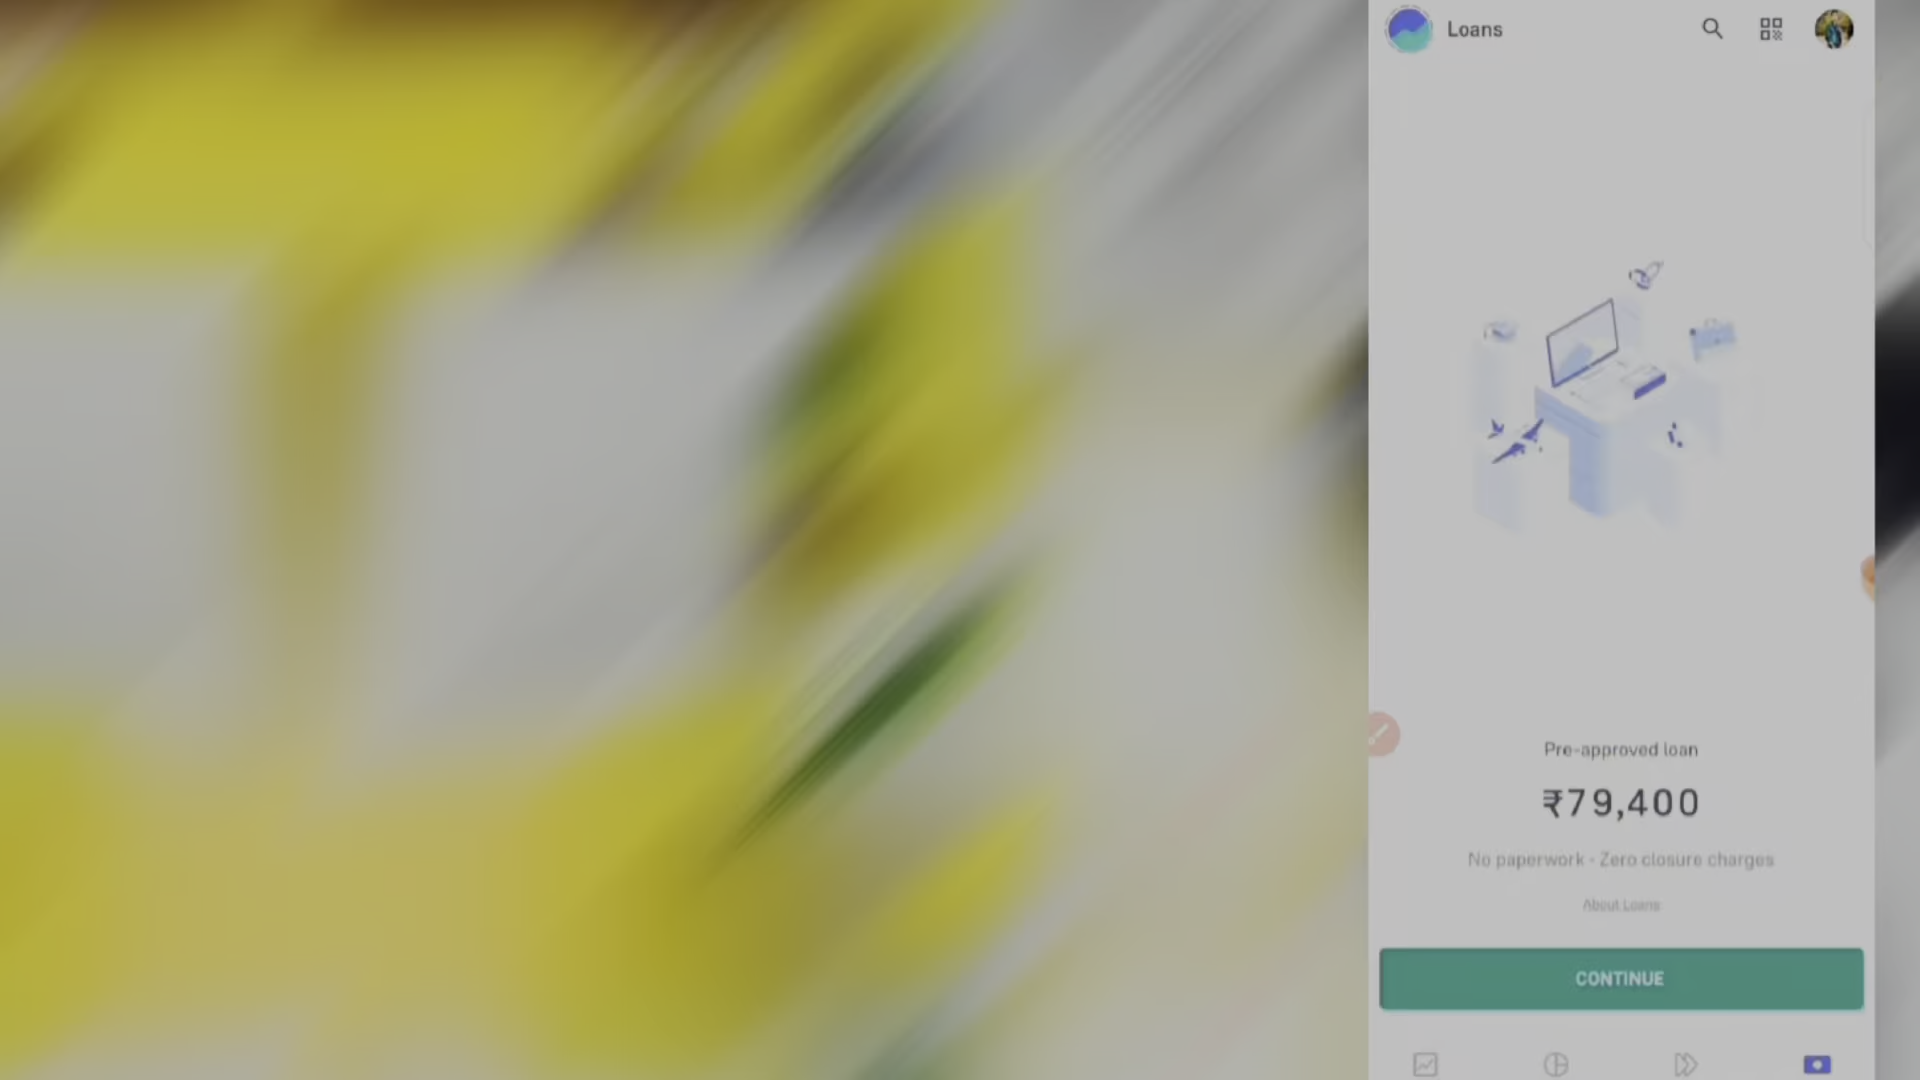 Loans
Pre-approved loan
₹79,400
No paperwork - Zero closure charges
About Loans
CONTINUE